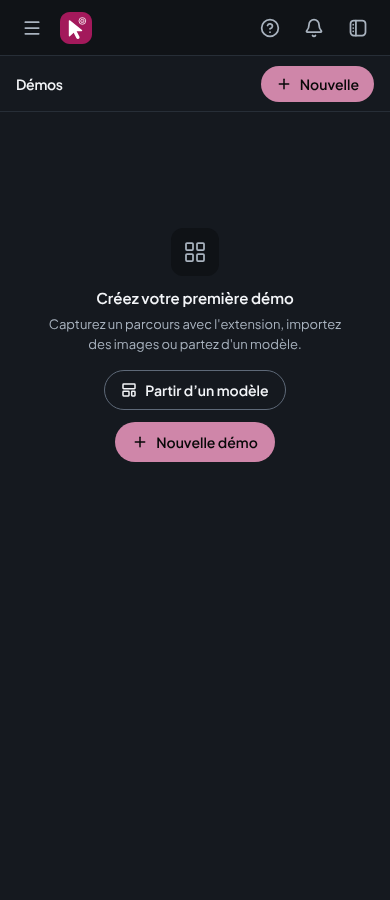 Démos
Nouvelle
Créez votre première démo
Capturez un parcours avec l'extension, importez
des images ou partez d'un modèle.
Partir d’un modèle
Nouvelle démo